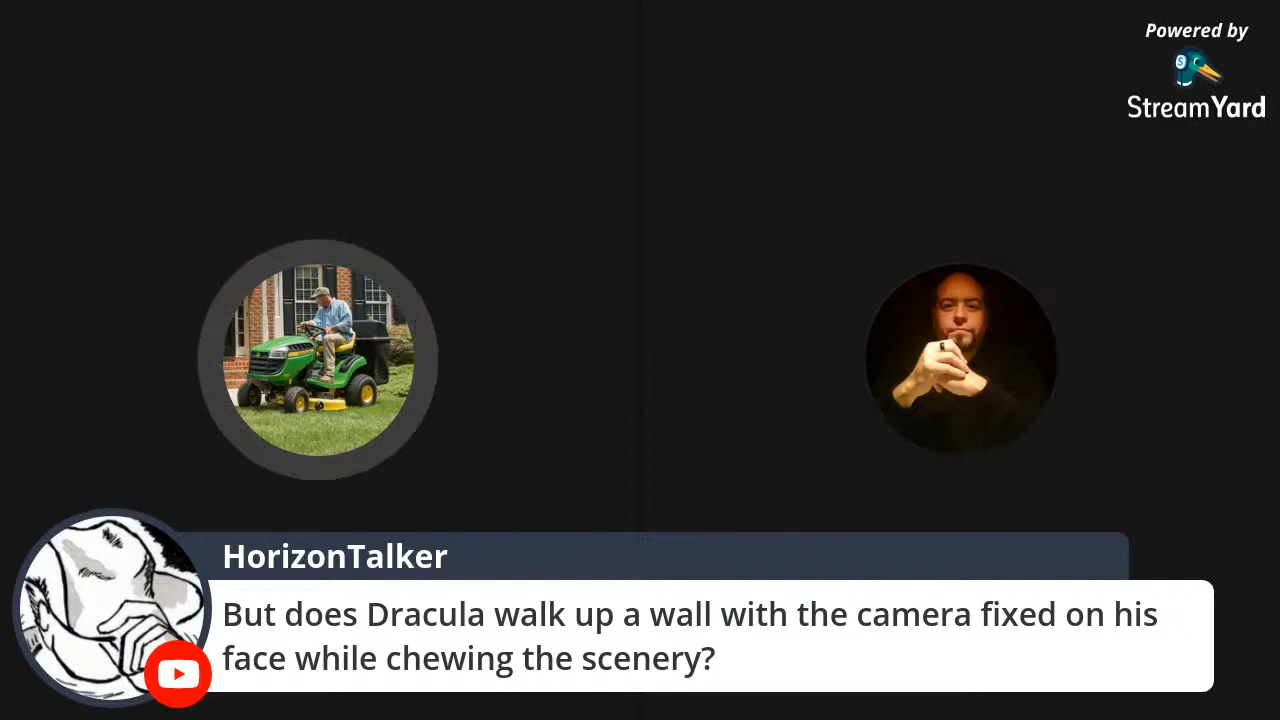 Powered by
StreamYard
HorizonTalker
But does Dracula walk up a wall with the camera fixed on his
face while chewing the scenery?